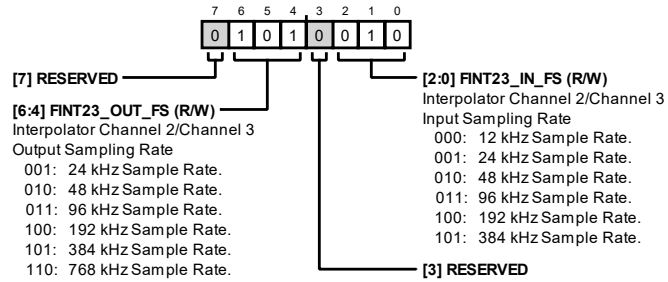 7 6 5 4 3 2 1 0
0 1 0 1 0 0 1 0
[7] RESERVED
[6:4] FINT23_OUT_FS (R/W)
Interpolator Channel 2/Channel 3
Output Sampling Rate
001: 24 kHz Sample Rate.
010: 48 kHz Sample Rate.
011: 96 kHz Sample Rate.
100: 192 kHz Sample Rate.
101: 384 kHz Sample Rate.
110: 768 kHz Sample Rate.
[2:0] FINT23_IN_FS (R/W)
Interpolator Channel 2/Channel 3
Input Sampling Rate
000: 12 kHz Sample Rate.
001: 24 kHz Sample Rate.
010: 48 kHz Sample Rate.
011: 96 kHz Sample Rate.
100: 192 kHz Sample Rate.
101: 384 kHz Sample Rate.
[3] RESERVED